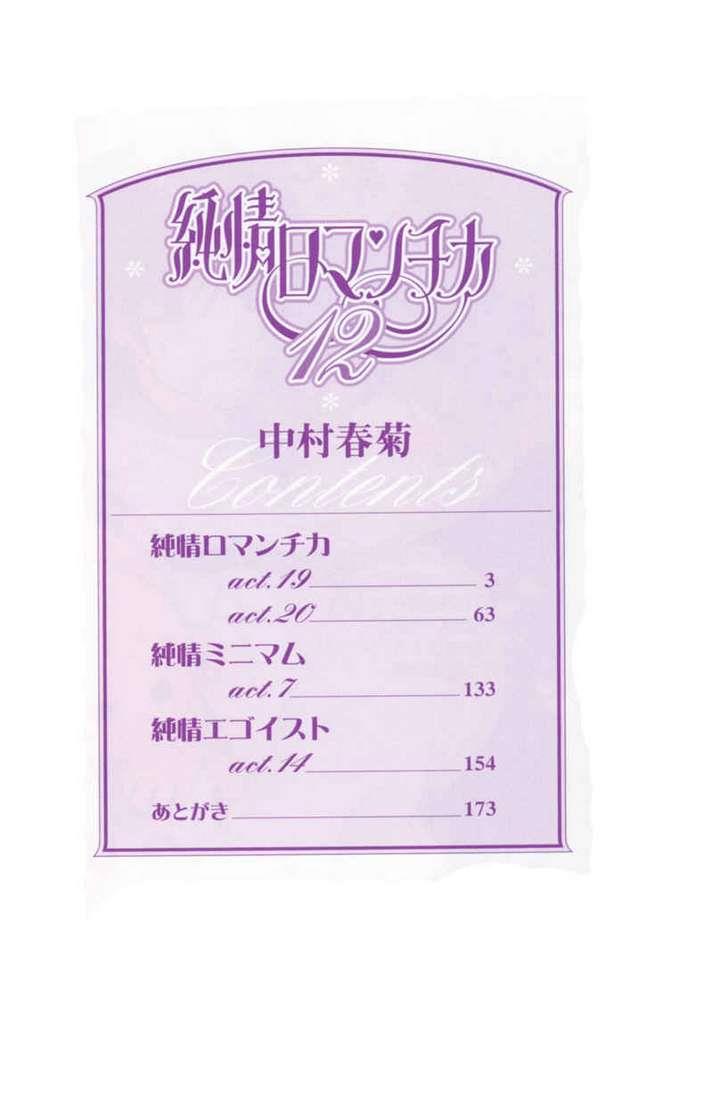 純情ロマンチカ
12
中村春菊
Contents
純情ロマンチカ
act.19 3
act.20 63
純情ミニマム
act.7 133
純情エゴイスト
act.14 154
あとがき 173